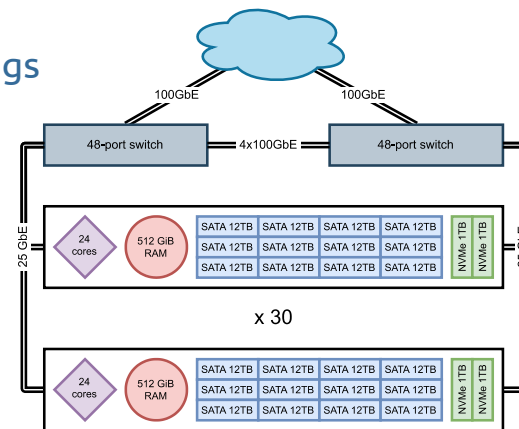 gs
100GbE
100GbE
48-port switch
4x100GbE
48-port switch
25 GbE
24
cores
512 GiB
RAM
SATA 12TB SATA 12TB SATA 12TB SATA 12TB
SATA 12TB SATA 12TB SATA 12TB SATA 12TB
SATA 12TB SATA 12TB SATA 12TB SATA 12TB
NVMe 1TB
NVMe 1TB
x 30
24
cores
512 GiB
RAM
SATA 12TB SATA 12TB SATA 12TB SATA 12TB
SATA 12TB SATA 12TB SATA 12TB SATA 12TB
SATA 12TB SATA 12TB SATA 12TB SATA 12TB
NVMe 1TB
NVMe 1TB